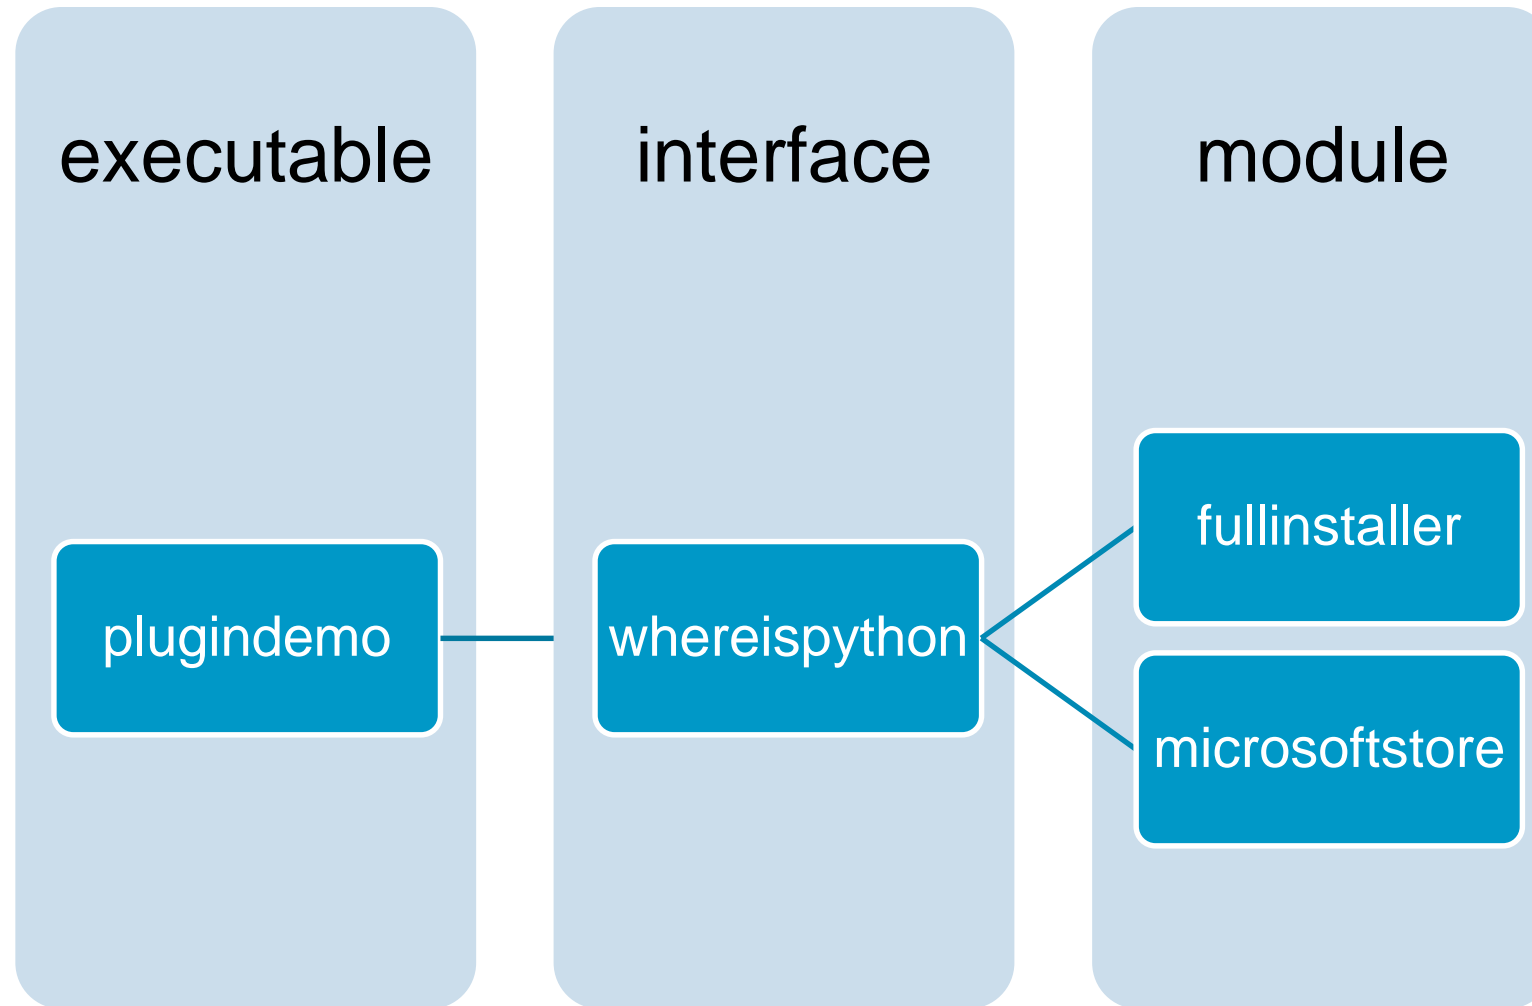 executable
interface
module
plugindemo
whereispython
fullinstaller
microsoftstore